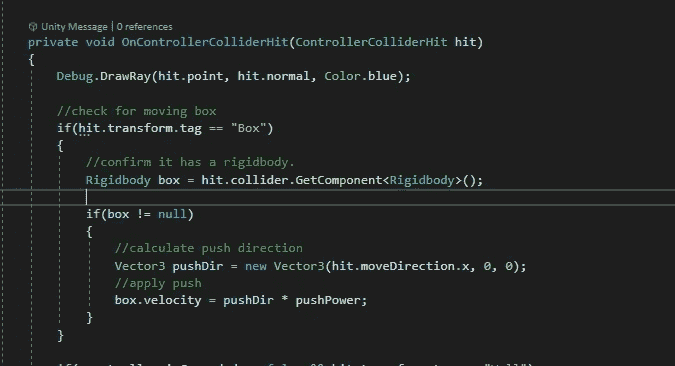 Unity Message | 0 references
private void OnControllerColliderHit(ControllerColliderHit hit)
{
Debug.DrawRay(hit.point, hit.normal, Color.blue);
//check for moving box
if(hit.transform.tag == "Box")
{
//confirm it has a rigidbody.
Rigidbody box = hit.collider.GetComponent<Rigidbody>();
if(box != null)
{
//calculate push direction
Vector3 pushDir = new Vector3(hit.moveDirection.x, 0, 0);
//apply push
box.velocity = pushDir * pushPower;
}
}